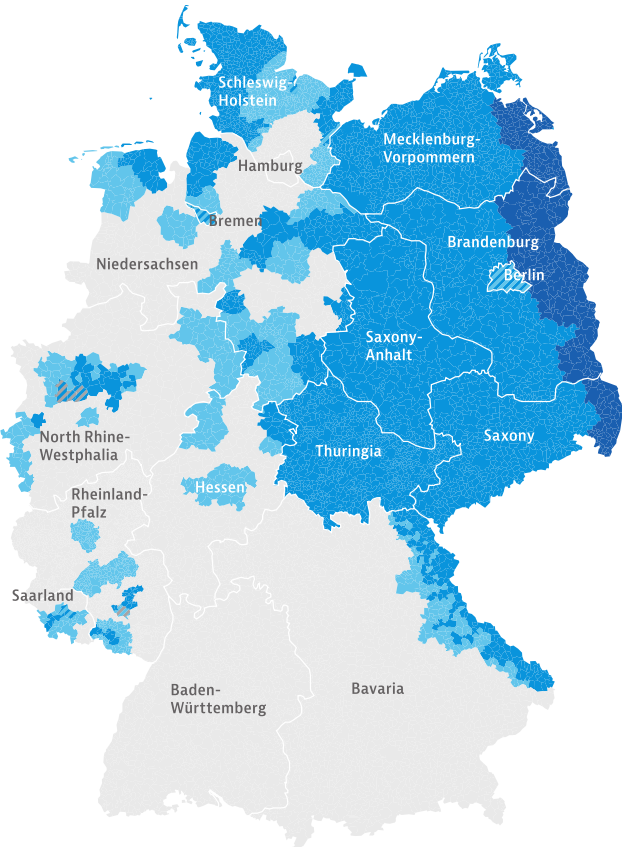 Schleswig-
Holstein
Mecklenburg-
Vorpommern
Hamburg
Bremen
Brandenburg
Niedersachsen
Berlin
Saxony-
Anhalt
North Rhine-
Westphalia
Thuringia
Saxony
Hessen
Rheinland-
Pfalz
Saarland
Baden-
Württemberg
Bavaria